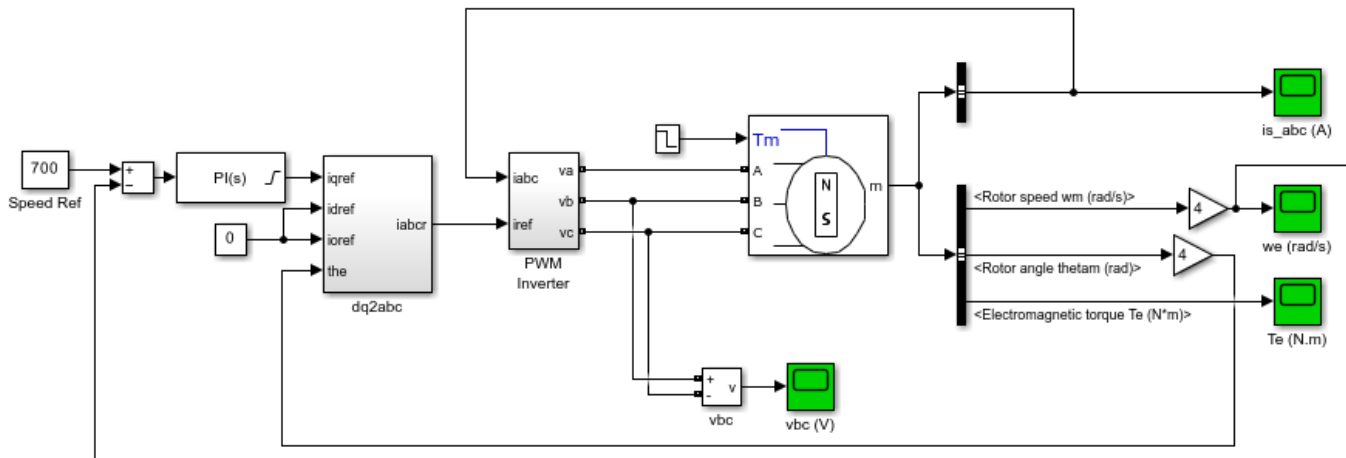 700
Speed Ref
+
−
PI(s)
0
iqref
idref
ioref
the
iabcr
dq2abc
iabc
iref
va
vb
vc
PWM
Inverter
Tm
A
B
C
N
S
m
+
-
v
vbc
vbc (V)
<Rotor speed wm (rad/s)>
4
<Rotor angle thetam (rad)>
4
<Electromagnetic torque Te (N*m)>
is_abc (A)
we (rad/s)
Te (N.m)